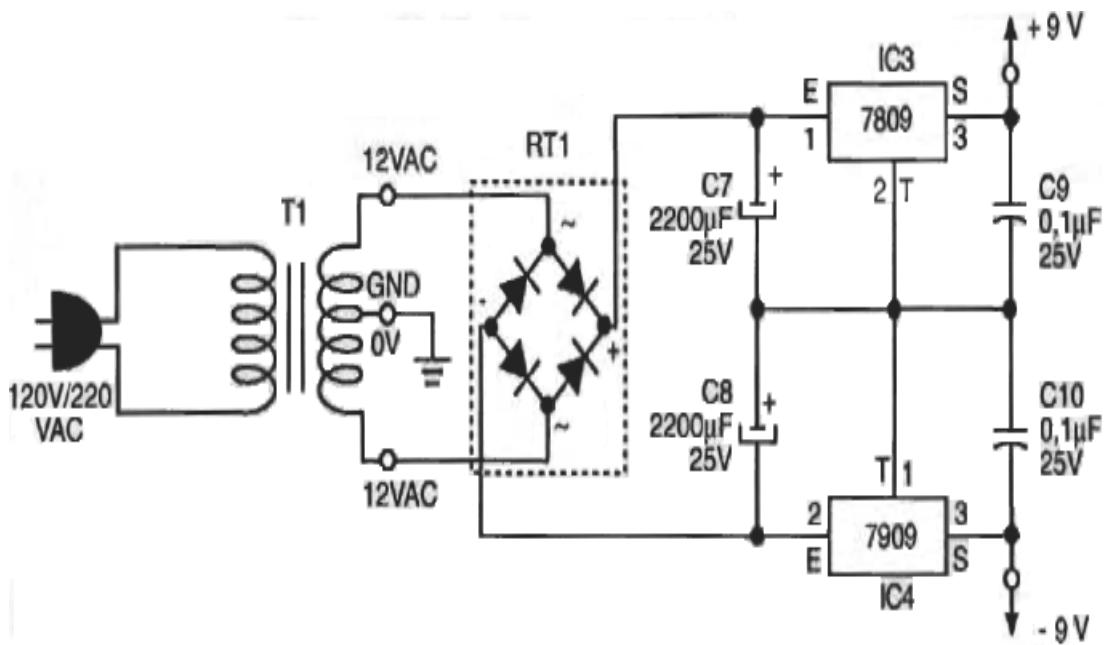 + 9 V
IC3
E
S
7809
1
3
2 T
RT1
12VAC
~
T1
C7
2200µF
25V
+
C9
0,1µF
25V
GND
0V
+
120V/220
VAC
C8
2200µF
25V
+
C10
0,1µF
25V
~
12VAC
T 1
2
3
7909
E
S
IC4
- 9 V